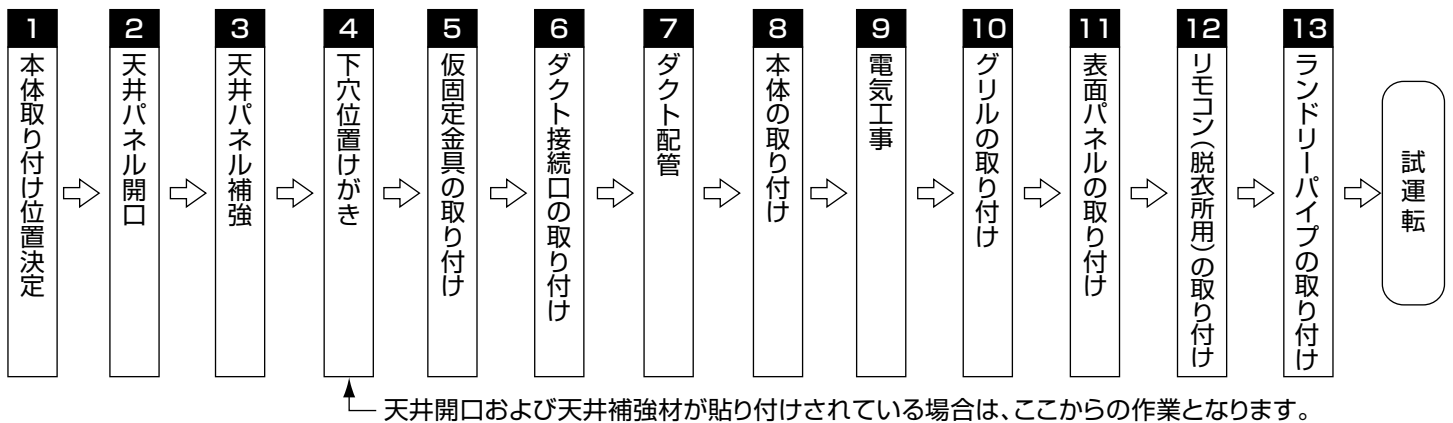 1
本体取り付け位置決定
2
天井パネル開口
3
天井パネル補強
4
下穴位置けがき
5
仮固定金具の取り付け
6
ダクト接続口の取り付け
7
ダクト配管
8
本体の取り付け
9
電気工事
10
グリルの取り付け
11
表面パネルの取り付け
12
リモコン(脱衣所用)の取り付け
13
ランドリーパイプの取り付け
試運転
天井開口および天井補強材が貼り付けされている場合は、ここからの作業となります。